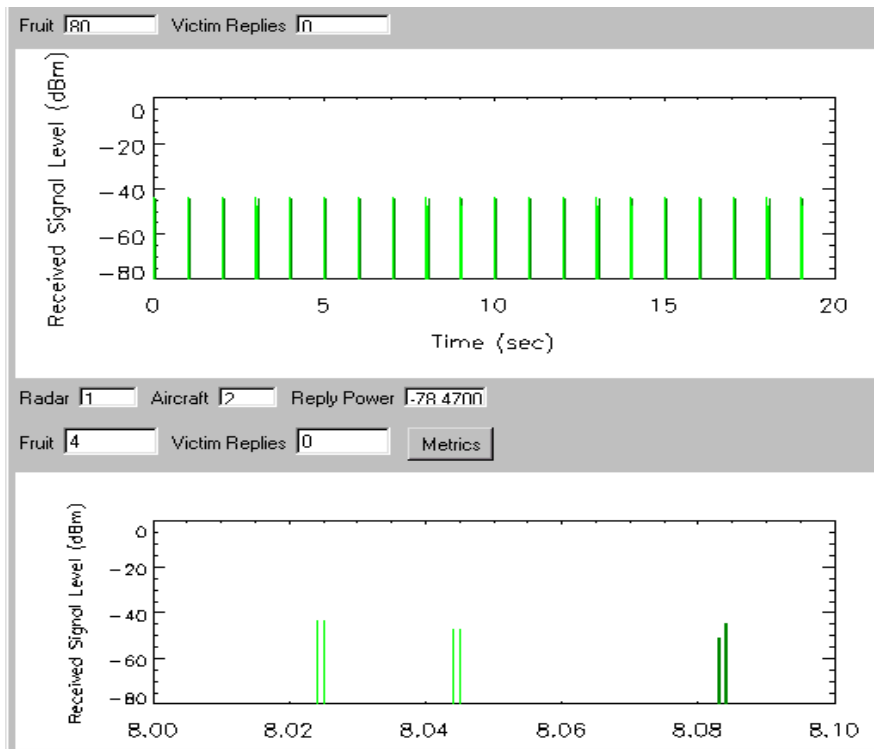 Fruit 80 Victim Replies 0
Received Signal Level (dBm)
0
−20
−40
−60
−80
0 5 10 15 20
Time (sec)
Radar 1 Aircraft 2 Reply Power -78.4700
Fruit 4 Victim Replies 0 Metrics
Received Signal Level (dBm)
0
−20
−40
−60
−80
8.00 8.02 8.04 8.06 8.08 8.10